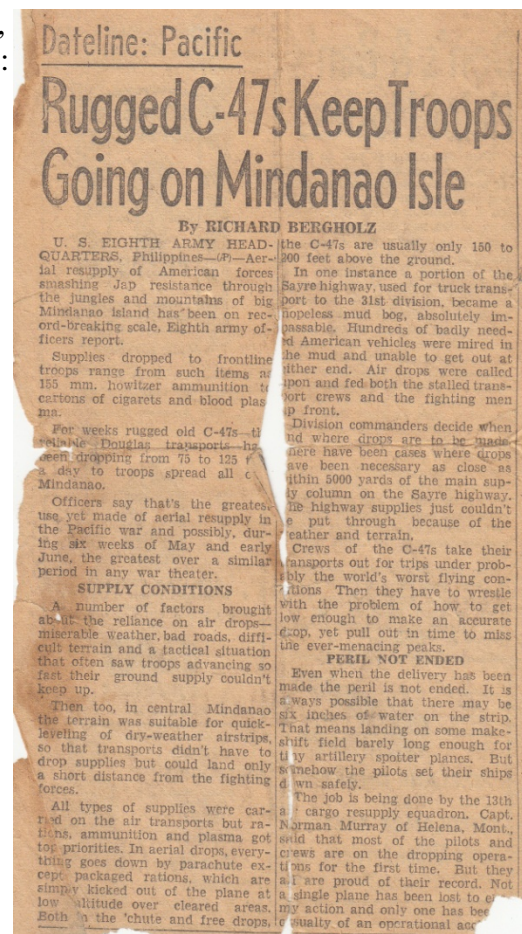 ,
:
Dateline: Pacific
Rugged C-47s Keep Troops
Going on Mindanao Isle
By RICHARD BERGHOLZ
U. S. EIGHTH ARMY HEAD-
QUARTERS, Philippines—(AP)—Aer-
ial resupply of American forces
smashing Jap resistance through
the jungles and mountains of big
Mindanao island has been on rec-
ord-breaking scale, Eighth army of-
ficers report.
Supplies dropped to frontline
troops range from such items as
155 mm. howitzer ammunition to
cartons of cigarets and blood plas-
ma.
For weeks rugged old C-47s—th
reliable Douglas transports—ha
been dropping from 75 to 125
a day to troops spread all o
Mindanao.
Officers say that's the greatest
use yet made of aerial resupply in
the Pacific war and possibly, dur-
ing six weeks of May and early
June, the greatest over a similar
period in any war theater.
SUPPLY CONDITIONS
A number of factors brought
about the reliance on air drops—
miserable weather, bad roads, diffi-
cult terrain and a tactical situation
that often saw troops advancing so
fast their ground supply couldn't
keep up.
Then too, in central Mindanao
the terrain was suitable for quick-
leveling of dry-weather airstrips,
so that transports didn't have to
drop supplies but could land only
a short distance from the fighting
forces.
All types of supplies were car-
ried on the air transports but ra-
tions, ammunition and plasma got
top priorities. In aerial drops, every-
thing goes down by parachute ex-
cept packaged rations, which are
simply kicked out of the plane at
low altitude over cleared areas.
Both in the 'chute and free drops,
the C-47s are usually only 150 to
200 feet above the ground.
In one instance a portion of the
Sayre highway, used for truck trans-
port to the 31st division, became a
hopeless mud bog, absolutely im-
passable. Hundreds of badly need-
ed American vehicles were mired in
the mud and unable to get out at
either end. Air drops were called
upon and fed both the stalled trans-
port crews and the fighting men
up front.
Division commanders decide when
and where drops are to be made.
There have been cases where drops
have been necessary as close as
within 5000 yards of the main sup-
ly column on the Sayre highway.
he highway supplies just couldn't
e put through because of the
eather and terrain.
Crews of the C-47s take their
transports out for trips under prob-
ably the world's worst flying con-
ditions Then they have to wrestle
with the problem of how to get
low enough to make an accurate
drop, yet pull out in time to miss
the ever-menacing peaks.
PERIL NOT ENDED
Even when the delivery has been
made the peril is not ended. It is
always possible that there may be
six inches of water on the strip.
That means landing on some make-
shift field barely long enough for
tiny artillery spotter planes. But
somehow the pilots set their ships
down safely.
The job is being done by the 13th
air cargo resupply squadron. Capt.
Norman Murray of Helena, Mont.,
said that most of the pilots and
crews are on the dropping opera-
tions for the first time. But they
all are proud of their record. Not
a single plane has been lost to e
my action and only one has bee
casualty of an operational acc